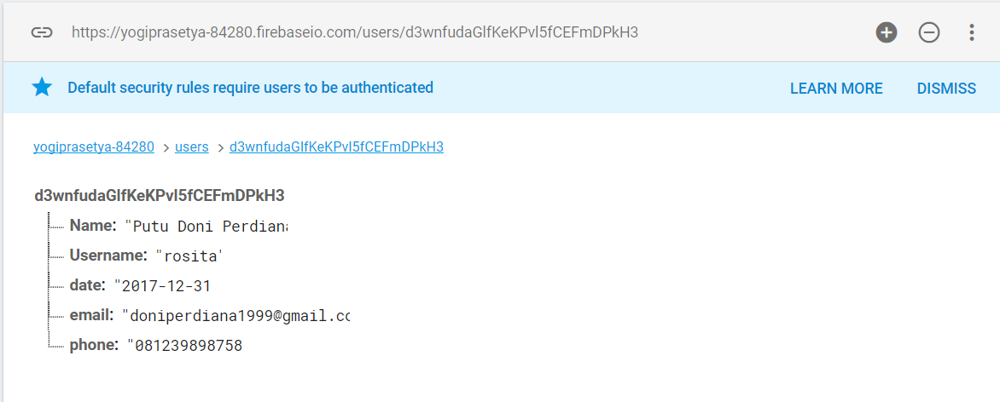 https://yogiprasetya-84280.firebaseio.com/users/d3wnfudaGlfKeKPvl5fCEFmDPkH3
Default security rules require users to be authenticated LEARN MORE DISMISS
yogiprasetya-84280 > users > d3wnfudaGlfKeKPvl5fCEFmDPkH3
d3wnfudaGlfKeKPvl5fCEFmDPkH3
Name: "Putu Doni Perdiana
Username: "rosita"
date: "2017-12-31
email: "doniperdiana1999@gmail.co
phone: "081239898758